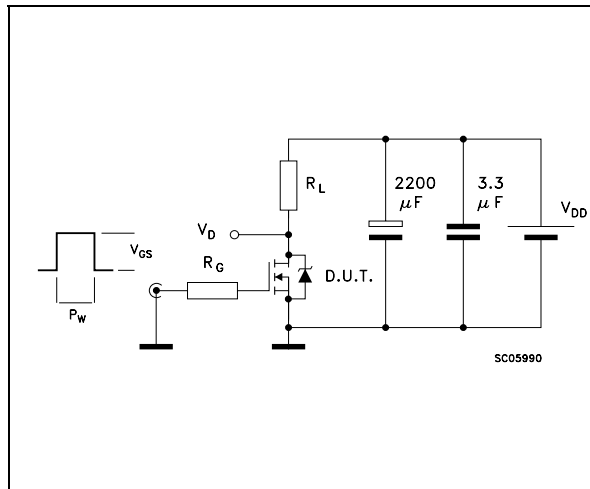 R_L
2200
μF
3.3
μF
V_DD
V_D
V_GS
R_G
D.U.T.
P_W
SC05990